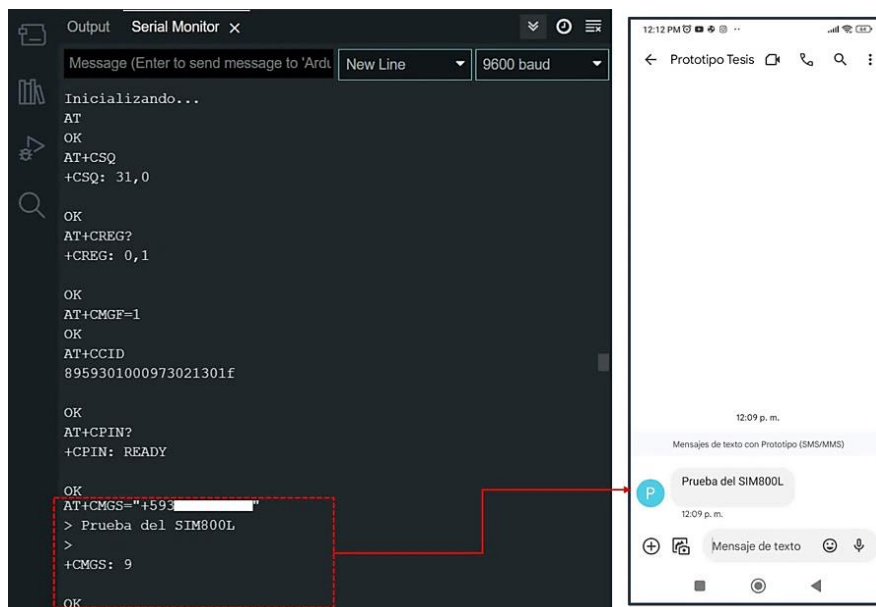 Output Serial Monitor
Message (Enter to send message to 'Ardu
New Line
9600 baud
Inicializando...
AT
OK
AT+CSQ
+CSQ: 31,0
OK
AT+CREG?
+CREG: 0,1
OK
AT+CMGF=1
OK
AT+CCID
8959301000973021301f
OK
AT+CPIN?
+CPIN: READY
OK
AT+CMGS="+593 "
> Prueba del SIM800L
>
+CMGS: 9
OK
12:12 PM
Prototipo Tesis
12:09 p. m.
Mensajes de texto con Prototipo (SMS/MMS)
P
Prueba del SIM800L
12:09 p. m.
Mensaje de texto